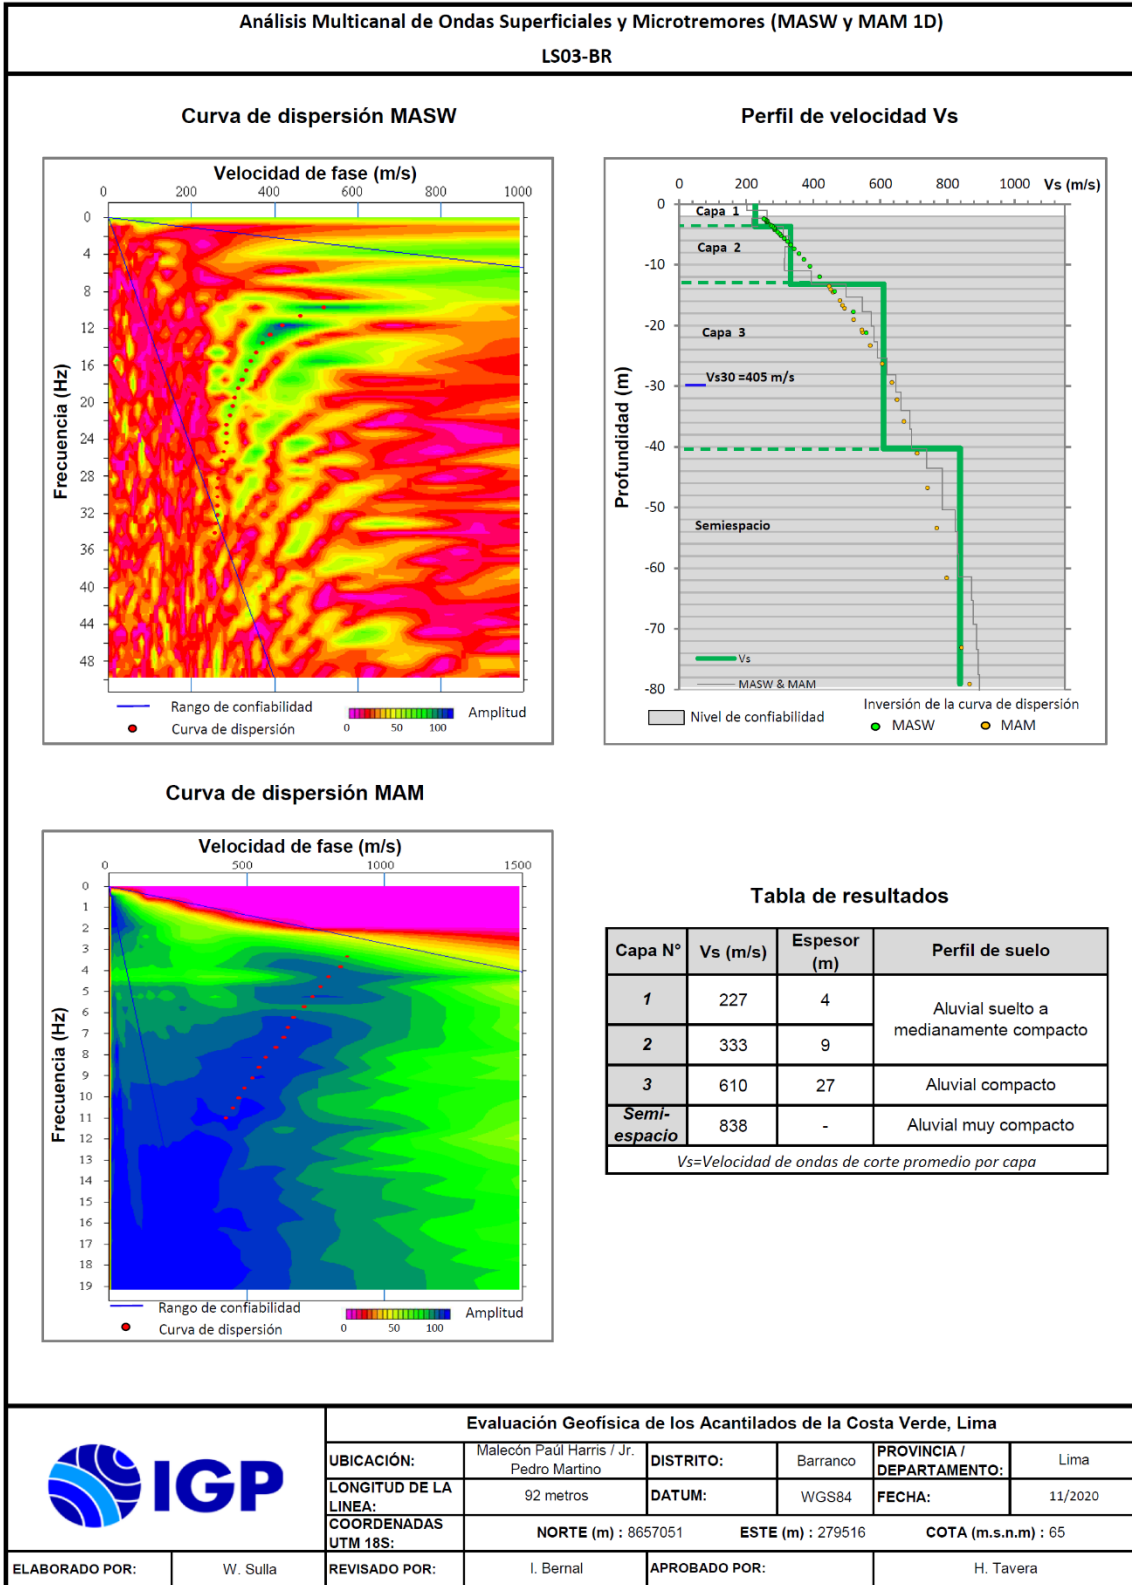 Análisis Multicanal de Ondas Superficiales y Microtremores (MASW y MAM 1D)
LS03-BR
Curva de dispersión MASW
Velocidad de fase (m/s)
0 200 400 600 800 1000
Frecuencia (Hz)
0
4
8
12
16
20
24
28
32
36
40
44
48
Rango de confiabilidad
Curva de dispersión
0 50 100
Amplitud
Perfil de velocidad Vs
0 200 400 600 800 1000 Vs (m/s)
Profundidad (m)
0
-10
-20
-30
-40
-50
-60
-70
-80
Capa 1
Capa 2
Capa 3
Vs30 =405 m/s
Semiespacio
Vs
MASW & MAM
Nivel de confiabilidad
Inversión de la curva de dispersión
MASW MAM
Curva de dispersión MAM
Velocidad de fase (m/s)
0 500 1000 1500
Frecuencia (Hz)
0
1
2
3
4
5
6
7
8
9
10
11
12
13
14
15
16
17
18
19
Rango de confiabilidad
Curva de dispersión
0 50 100
Amplitud
Tabla de resultados
Capa N° Vs (m/s) Espesor (m) Perfil de suelo
1 227 4 Aluvial suelto a medianamente compacto
2 333 9
3 610 27 Aluvial compacto
Semi-espacio 838 - Aluvial muy compacto
Vs=Velocidad de ondas de corte promedio por capa
IGP
Evaluación Geofísica de los Acantilados de la Costa Verde, Lima
UBICACIÓN: Malecón Paúl Harris / Jr. Pedro Martino DISTRITO: Barranco PROVINCIA / DEPARTAMENTO: Lima
LONGITUD DE LA LINEA: 92 metros DATUM: WGS84 FECHA: 11/2020
COORDENADAS UTM 18S: NORTE (m) : 8657051 ESTE (m) : 279516 COTA (m.s.n.m) : 65
ELABORADO POR: W. Sulla REVISADO POR: I. Bernal APROBADO POR: H. Tavera